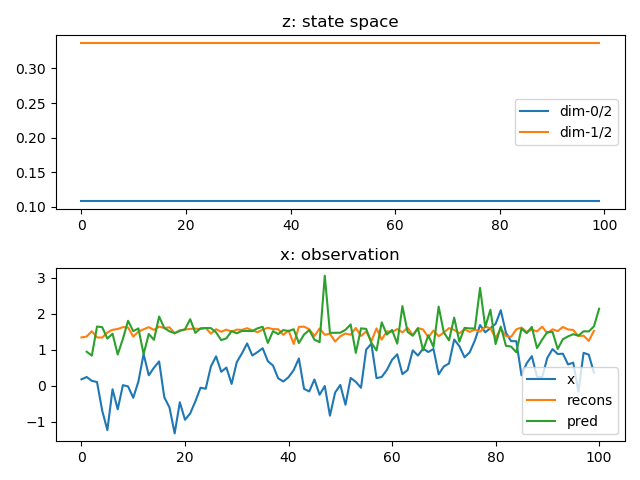 z: state space
0.30
0.25
0.20
0.15
0.10
dim-0/2
dim-1/2
0 20 40 60 80 100
x: observation
3
2
1
0
−1
x
recons
pred
0 20 40 60 80 100